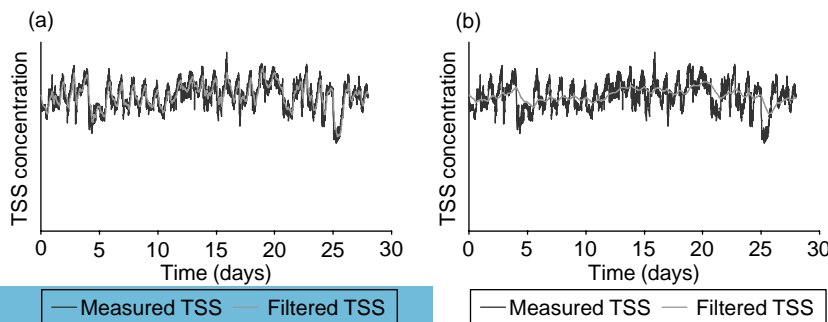 (a)
TSS concentration
0 5 10 15 20 25 30
Time (days)
Measured TSS Filtered TSS
(b)
TSS concentration
0 5 10 15 20 25 30
Time (days)
Measured TSS Filtered TSS